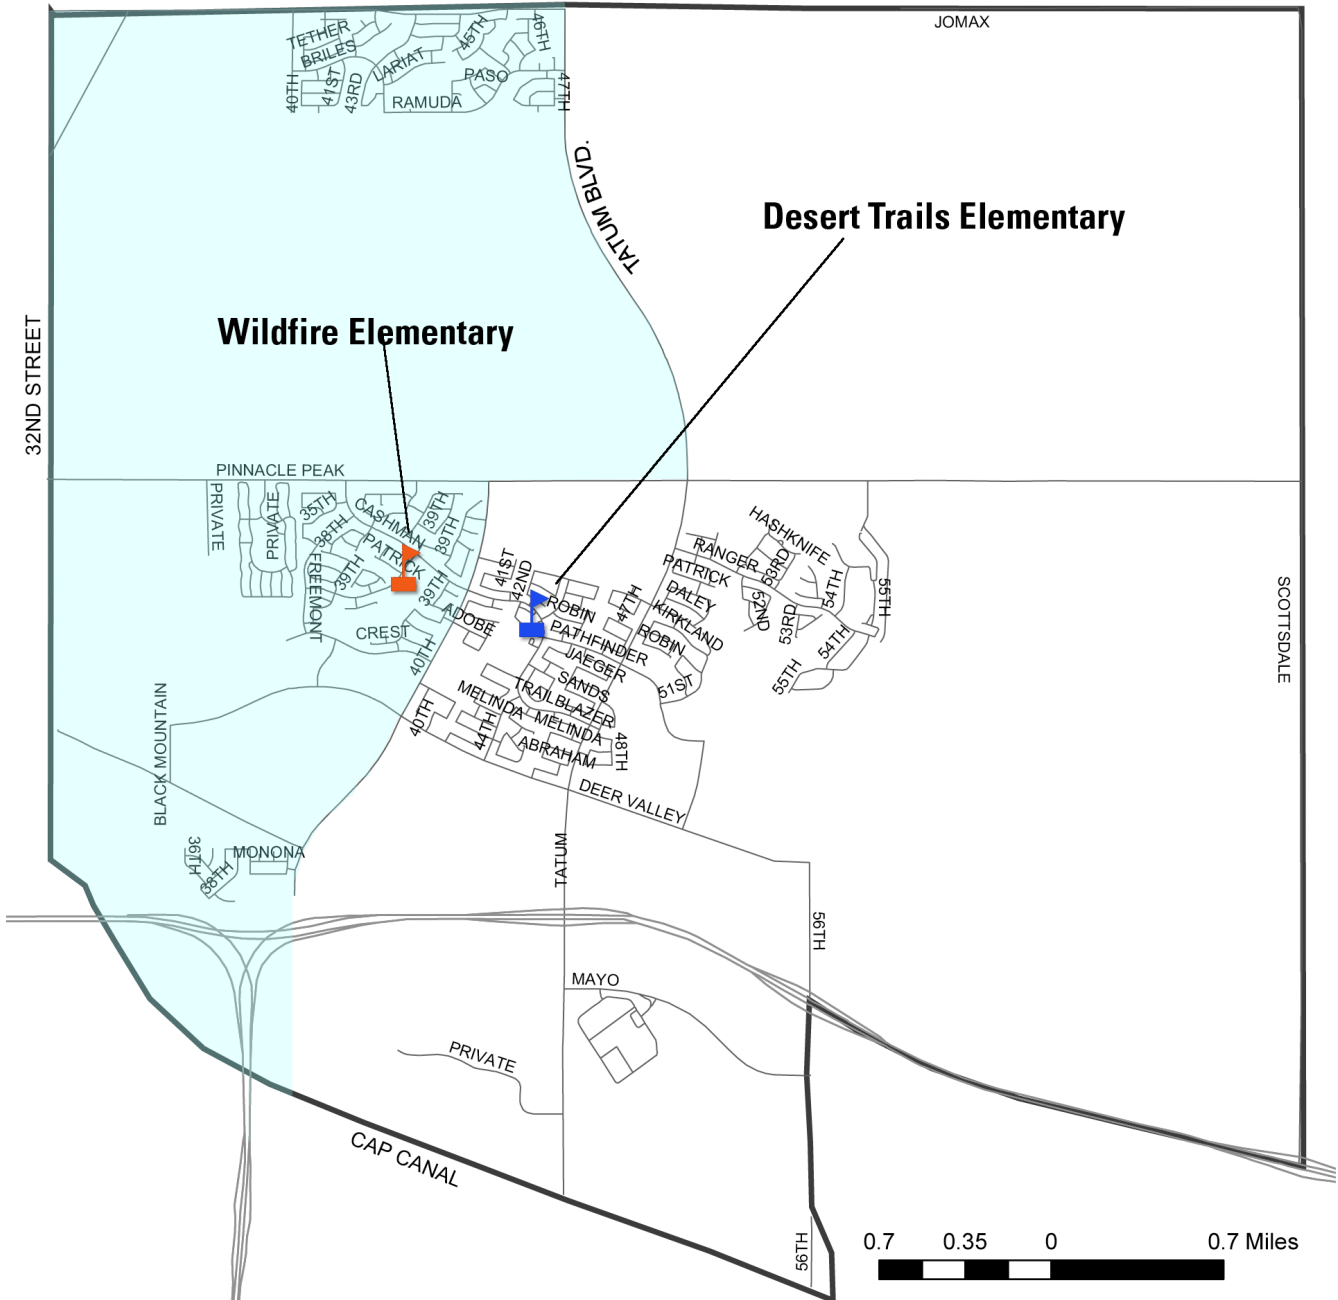 JOMAX
TETHER
BRILES
LARIAT
45TH
46TH
PASO
40TH
41ST
43RD
RAMUDA
47TH
TATUM BLVD.
Desert Trails Elementary
Wildfire Elementary
32ND STREET
PINNACLE PEAK
PRIVATE
PRIVATE
35TH
38TH
CASHMAN
39TH
39TH
PATRICK
39TH
39TH
FREEMONT
CREST
40TH
ADOBE
41ST
42ND
ROBIN
PATHFINDER
JAEGER
SANDS
TRAILBLAZER
MELINDA
MELINDA
ABRAHAM
40TH
44TH
48TH
47TH
HASHKNIFE
RANGER
PATRICK
DALEY
KIRKLAND
ROBIN
51ST
53RD
52ND
53RD
54TH
54TH
55TH
55TH
SCOTTSDALE
DEER VALLEY
BLACK MOUNTAIN
36TH
38TH
MONONA
TATUM
56TH
MAYO
PRIVATE
CAP CANAL
56TH
0.7 0.35 0 0.7 Miles